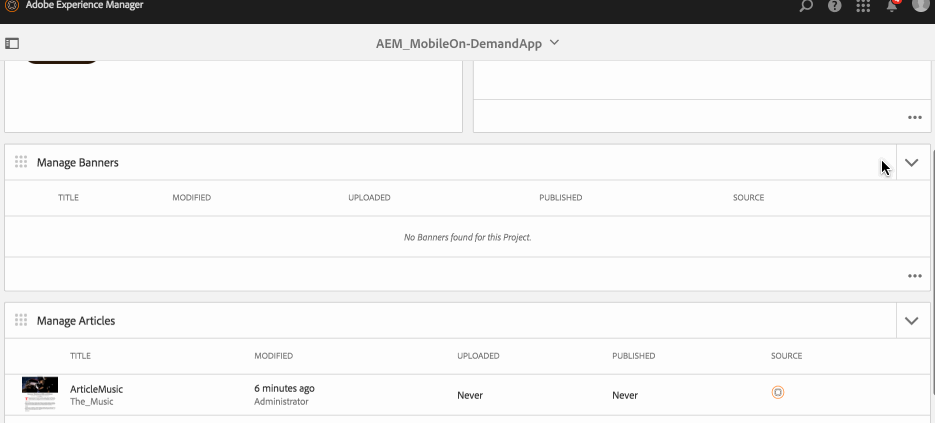 Adobe Experience Manager
AEM_MobileOn-DemandApp
Manage Banners
TITLE MODIFIED UPLOADED PUBLISHED SOURCE
No Banners found for this Project.
Manage Articles
TITLE MODIFIED UPLOADED PUBLISHED SOURCE
ArticleMusic 6 minutes ago Never Never
The_Music Administrator